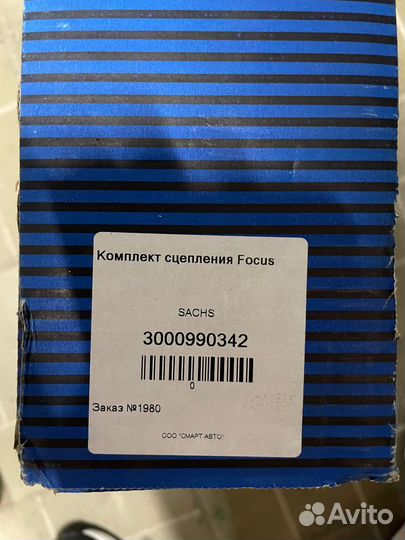 Комплект сцепления Focus
SACHS
3000990342
0
Заказ №1980
ООО "СМАРТ АВТО"
Avito